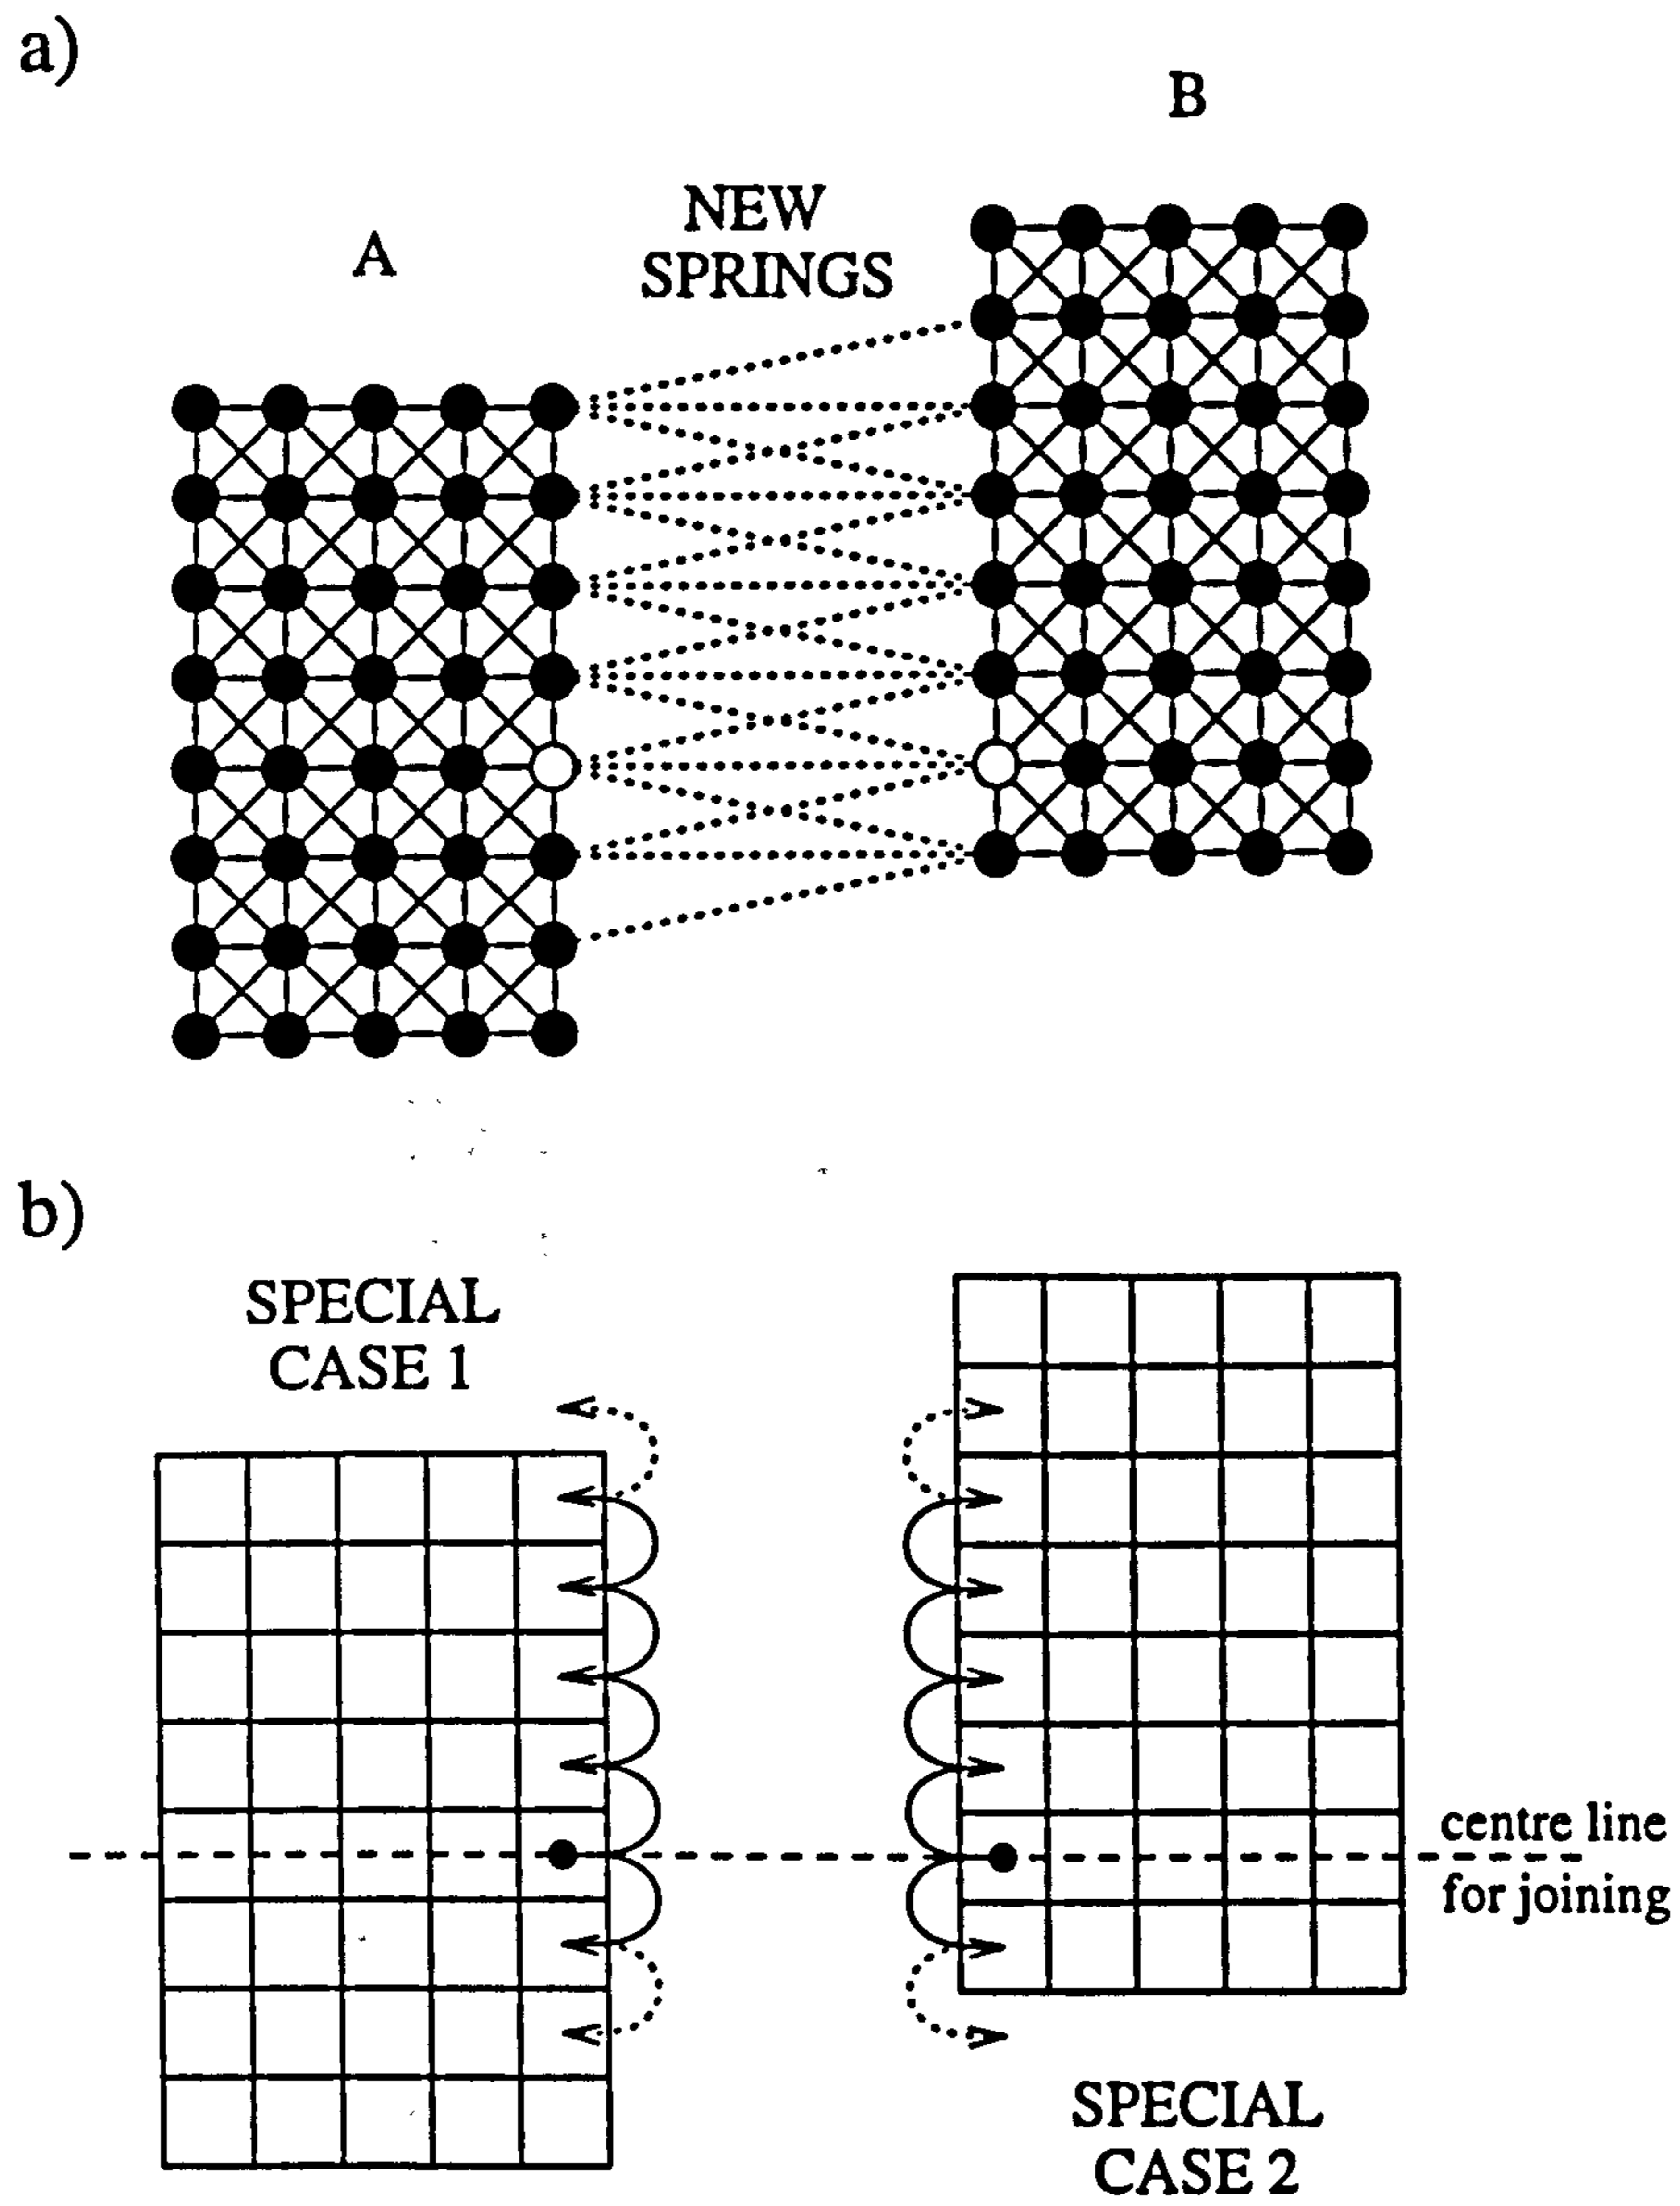 a)
B
NEW
SPRINGS
A
b)
SPECIAL
CASE 1
centre line
for joining
SPECIAL
CASE 2